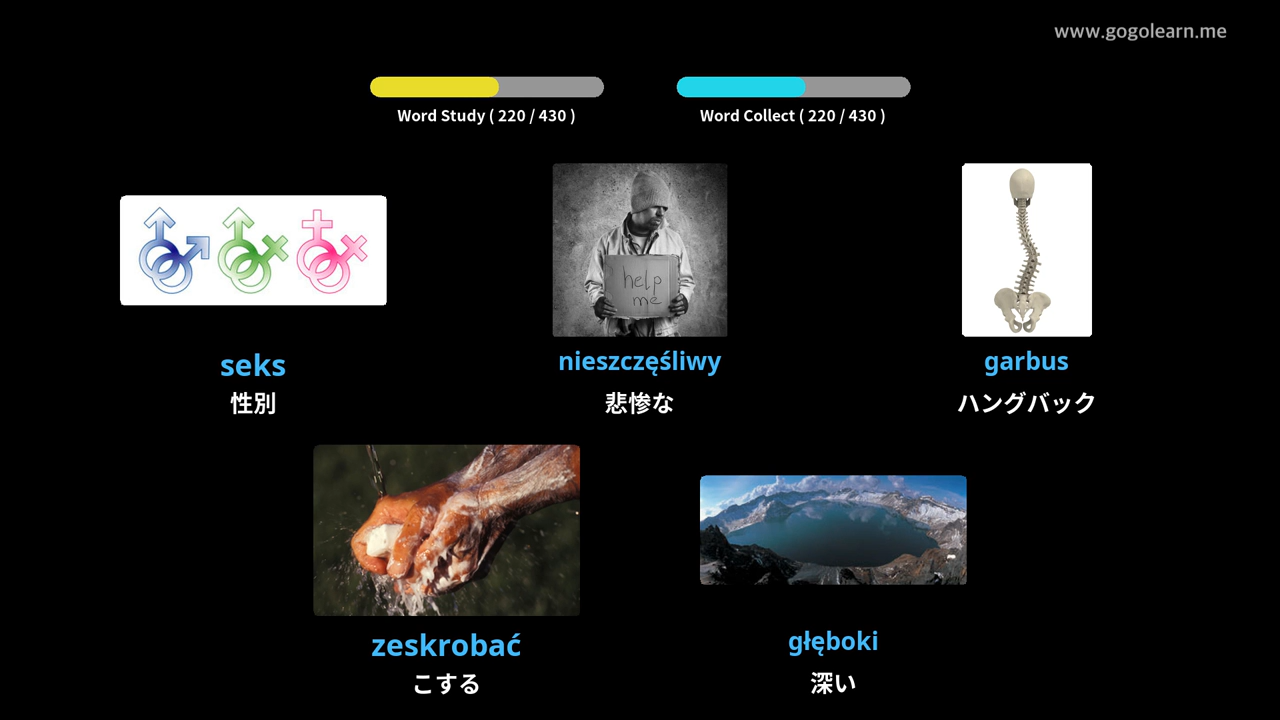 www.gogolearn.me
Word Study ( 220 / 430 )
Word Collect ( 220 / 430 )
help
me
seks
性別
nieszczęśliwy
悲惨な
garbus
ハングバック
zeskrobać
こする
głęboki
深い